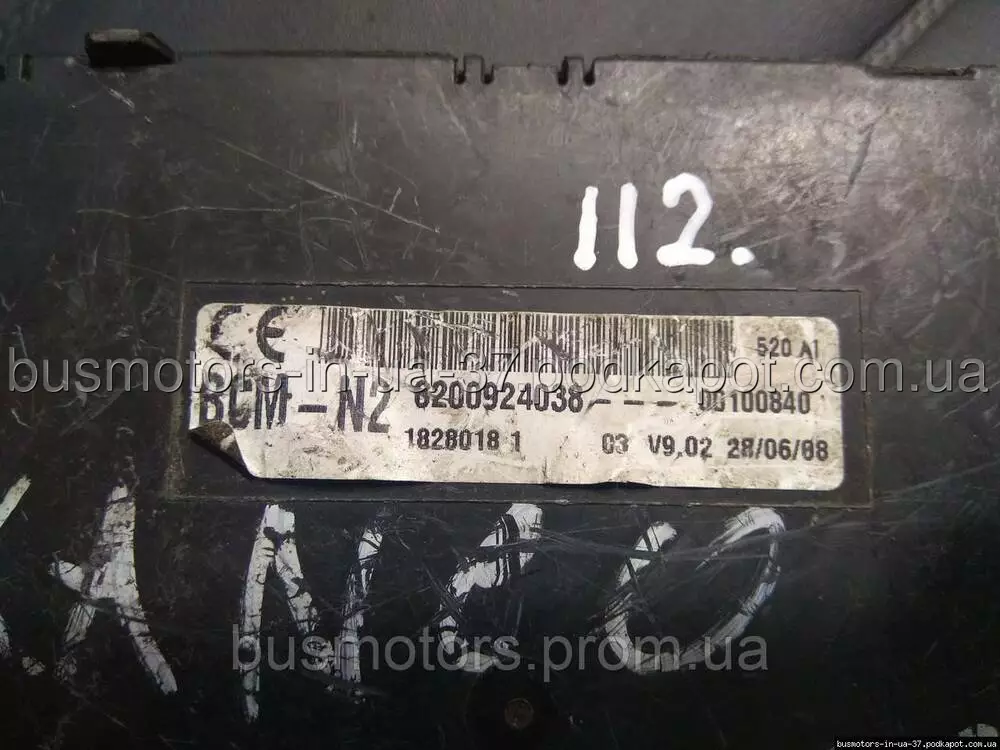 112.
CE 520 A1
busmotors-in-ua-37.podkapot.com.ua
BCM-N2 8200924038--- 00100840
1828018 1 03 V9,02 28/06/08
busmotors.prom.ua
busmotors-in-ua-37.podkapot.com.ua